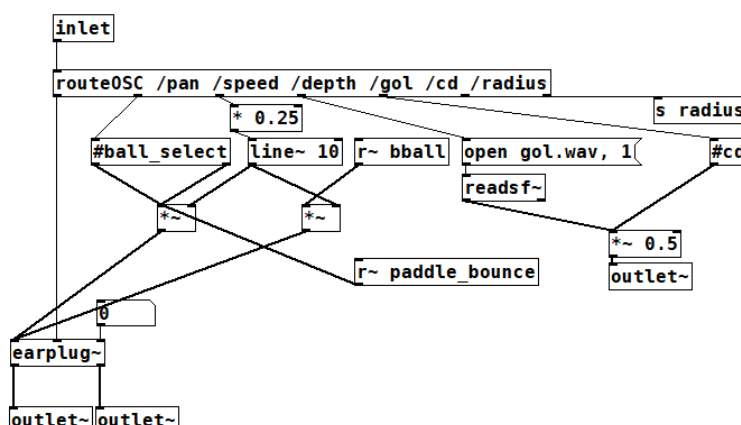 inlet
routeOSC /pan /speed /depth /gol /cd /radius
* 0.25
s radius
#ball_select
line~ 10
r~ bball
open gol.wav, 1
#cd
readsf~
*~
*~
*~ 0.5
r~ paddle_bounce
outlet~
0
earplug~
outlet~
outlet~